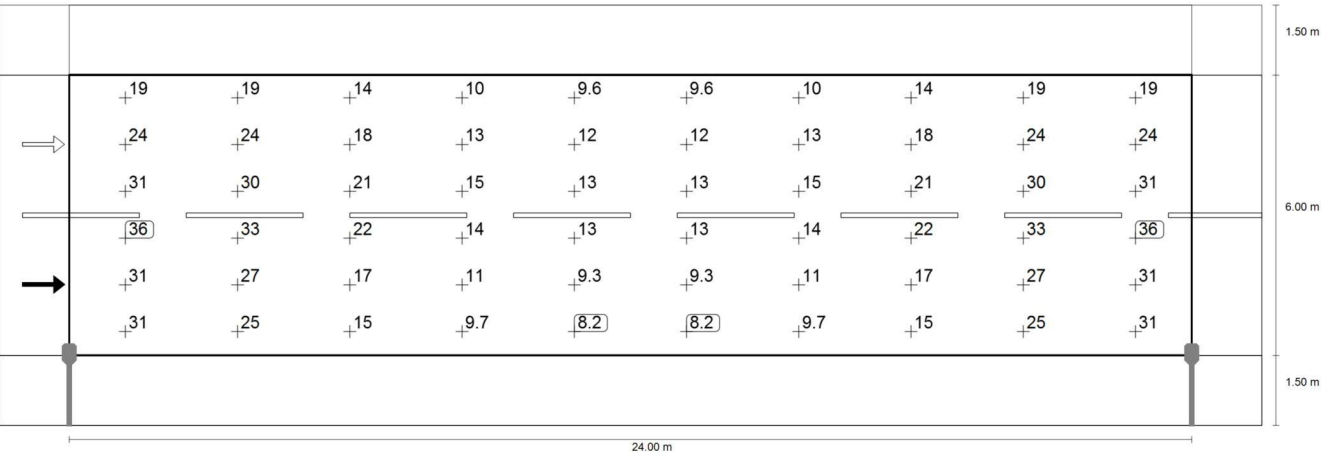 1.50 m
19 19 14 10 9.6 9.6 10 14 19 19
24 24 18 13 12 12 13 18 24 24
31 30 21 15 13 13 15 21 30 31
6.00 m
36 33 22 14 13 13 14 22 33 36
31 27 17 11 9.3 9.3 11 17 27 31
31 25 15 9.7 8.2 8.2 9.7 15 25 31
1.50 m
24.00 m